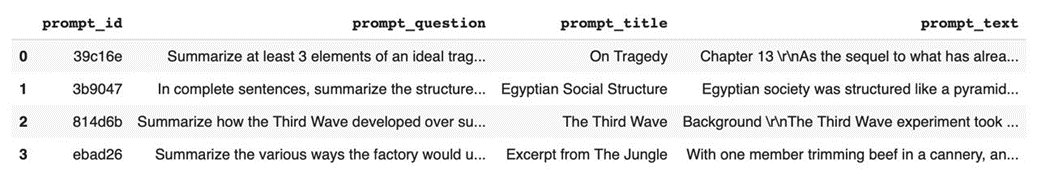 prompt_id prompt_question prompt_title prompt_text
0 39c16e Summarize at least 3 elements of an ideal trag... On Tragedy Chapter 13 \r\nAs the sequel to what has alrea...
1 3b9047 In complete sentences, summarize the structure... Egyptian Social Structure Egyptian society was structured like a pyramid...
2 814d6b Summarize how the Third Wave developed over su... The Third Wave Background \r\nThe Third Wave experiment took ...
3 ebad26 Summarize the various ways the factory would u... Excerpt from The Jungle With one member trimming beef in a cannery, an...